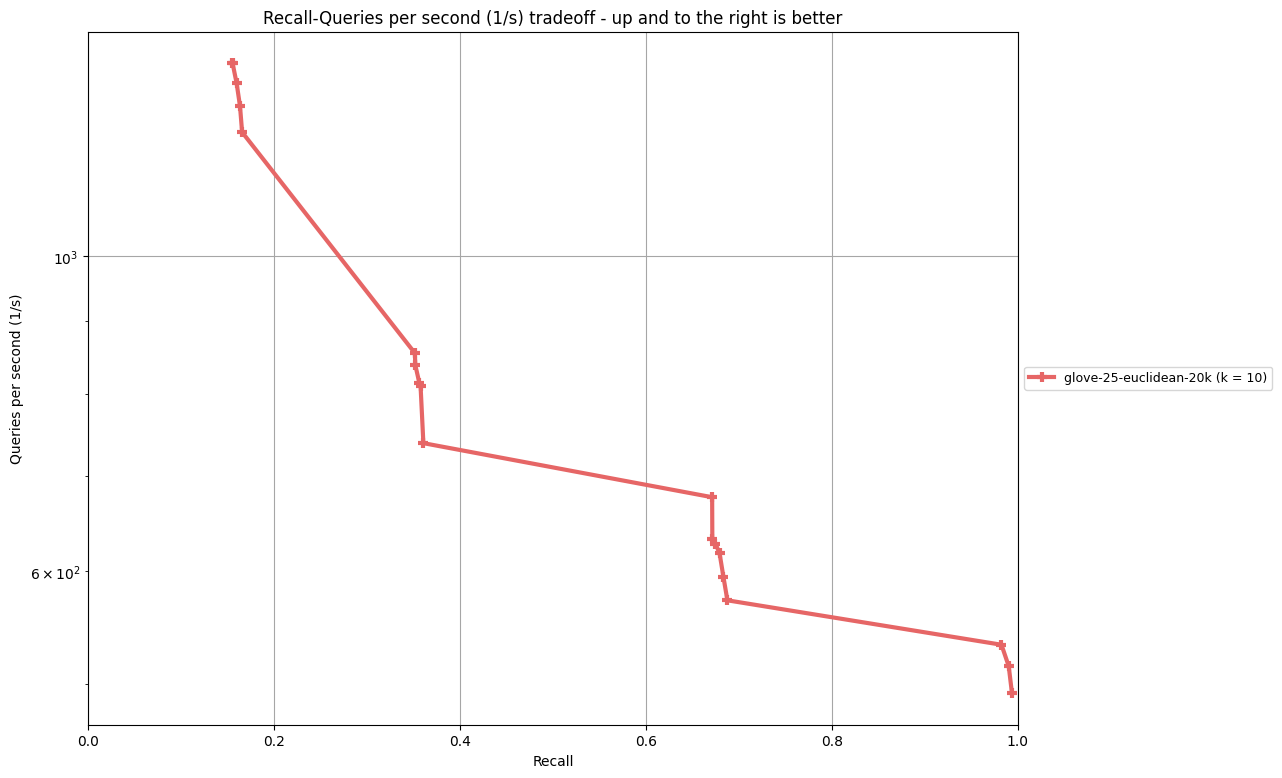 Recall-Queries per second (1/s) tradeoff - up and to the right is better
Queries per second (1/s)
10³
6 × 10²
0.0 0.2 0.4 0.6 0.8 1.0
Recall
glove-25-euclidean-20k (k = 10)